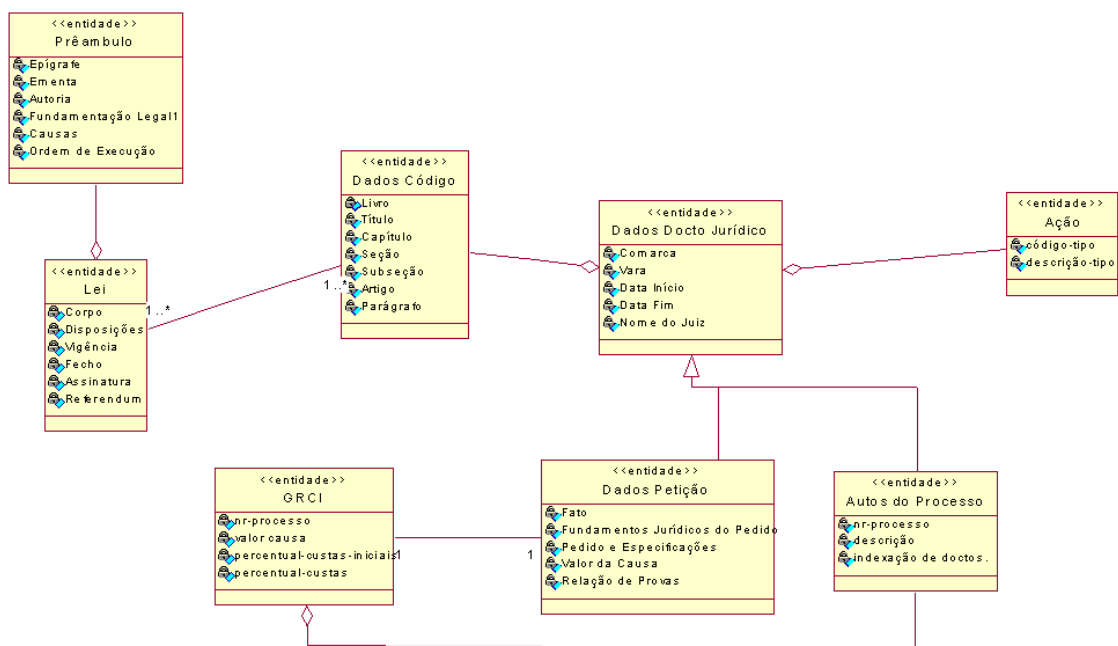 <<entidade>>
Prêambulo
Epígrafe
Ementa
Autoria
Fundamentação Legal1
Causas
Ordem de Execução
<<entidade>>
Lei
Corpo
Disposições
Vigência
Fecho
Assinatura
Referendum
1..*
1..*
<<entidade>>
Dados Código
Livro
Título
Capítulo
Seção
Subseção
Artigo
Parágrafo
<<entidade>>
Dados Docto Jurídico
Comarca
Vara
Data Início
Data Fim
Nome do Juiz
<<entidade>>
Ação
código-tipo
descrição-tipo
<<entidade>>
GRCI
nr-processo
valor causa
percentual-custas-iniciais
percentual-custas
1
1
<<entidade>>
Dados Petição
Fato
Fundamentos Jurídicos do Pedido
Pedido e Especificações
Valor da Causa
Relação de Provas
<<entidade>>
Autos do Processo
nr-processo
descrição
indexação de doctos.